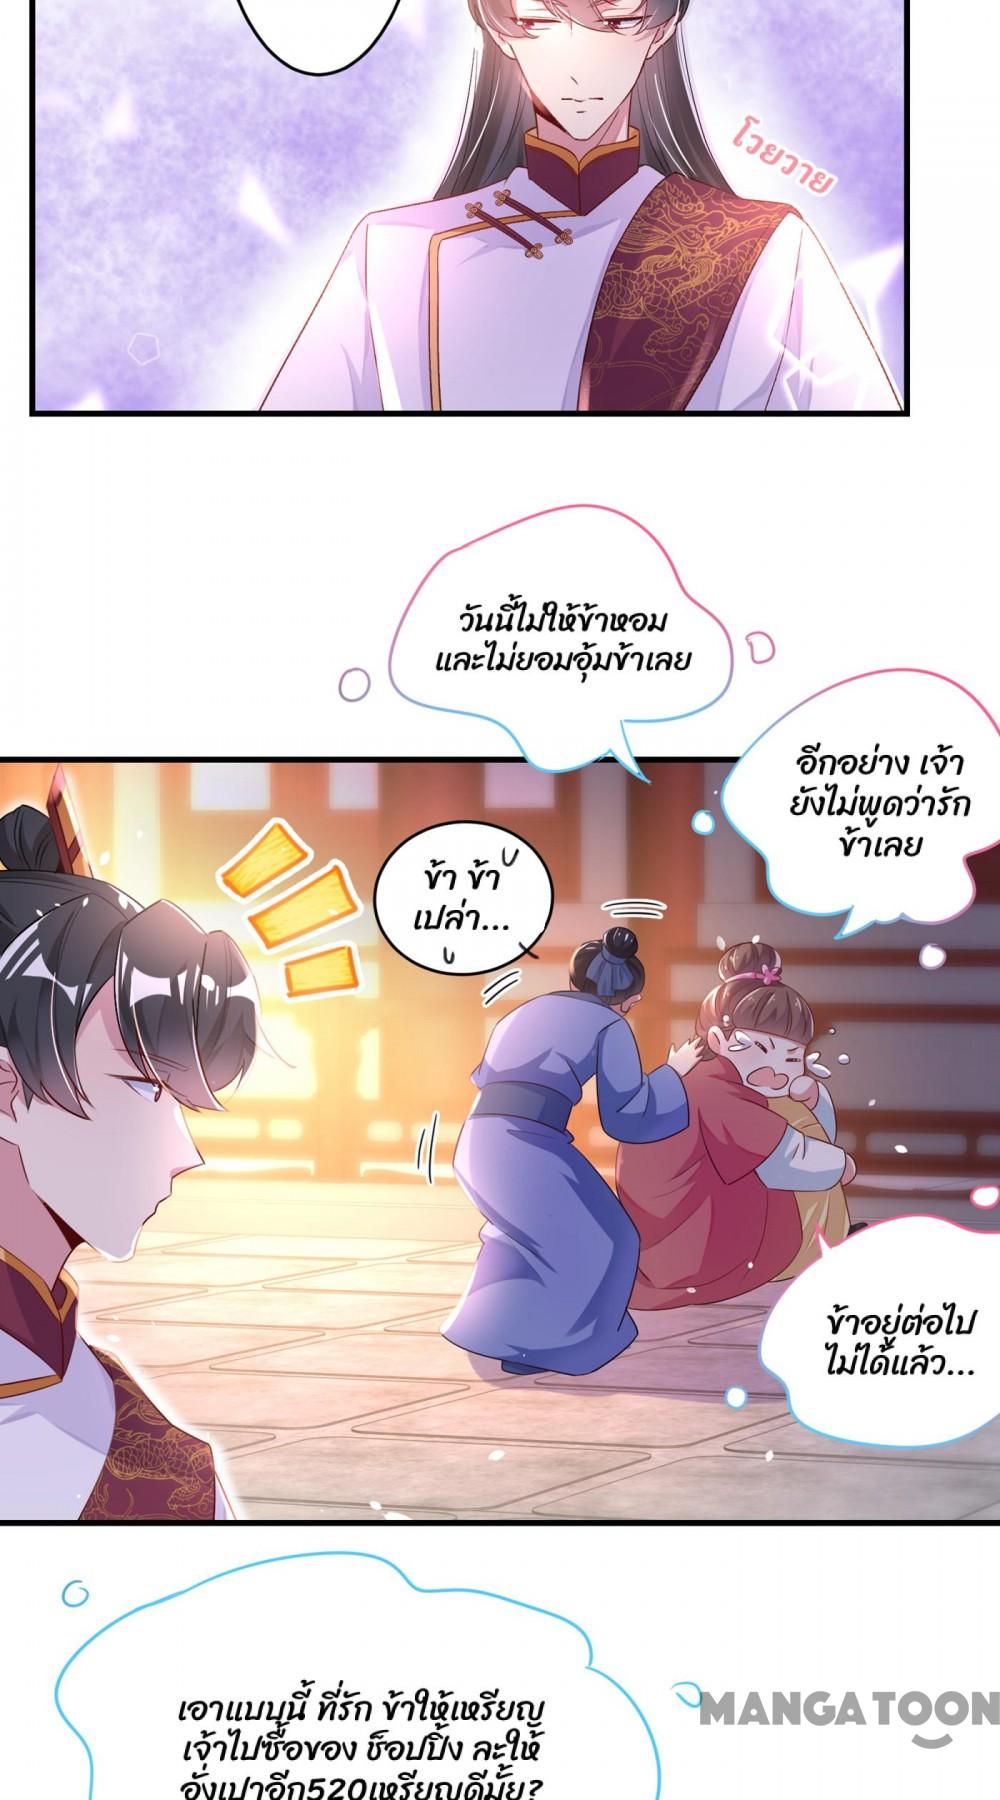 โวยวาย
วันนี้ไม่ให้ข้าหอม
และไม่ยอมอุ้มข้าเลย
อีกอย่าง เจ้า
ยังไม่พูดว่ารัก
ข้าเลย
ข้า ข้า
เปล่า...
ข้าอยู่ต่อไป
ไม่ได้แล้ว...
เอาแบบนี้ ที่รัก ข้าให้เหรียญ
เจ้าไปซื้อของ ช็อปปิ้ง ละให้
อั่งเปาอีก520เหรียญดีมั้ย?
MANGATOON